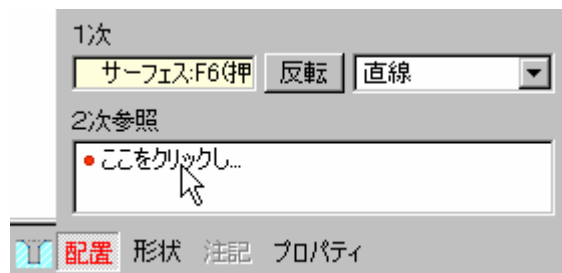 1次
サーフェス:F6(押
反転
直線
2次参照
ここをクリックし...
配置 形状 注記 プロパティ